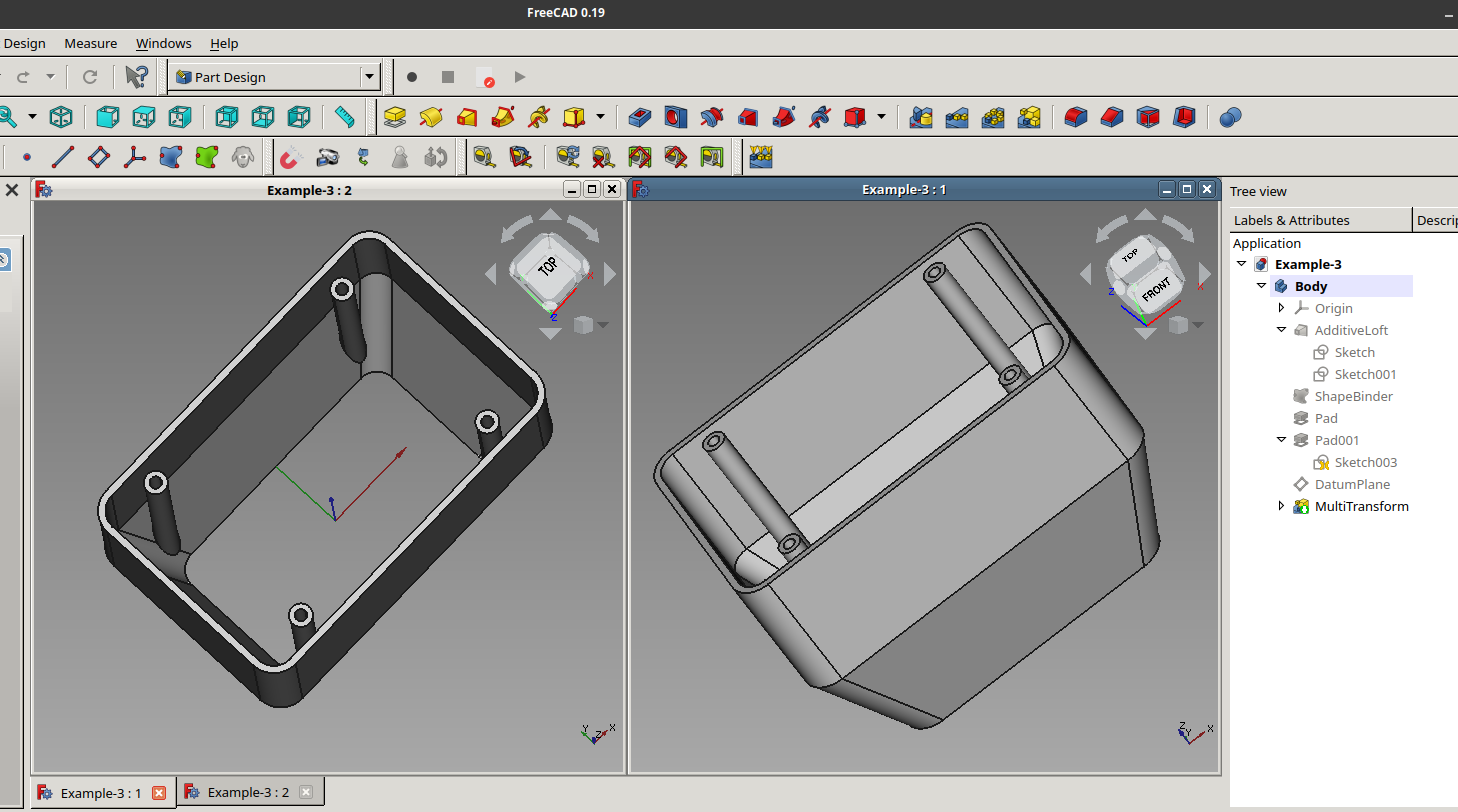 FreeCAD 0.19
Design Measure Windows Help
Part Design
Example-3 : 2
Example-3 : 1
Tree view
Labels & Attributes Descrip
Application
Example-3
Body
Origin
AdditiveLoft
Sketch
Sketch001
ShapeBinder
Pad
Pad001
Sketch003
DatumPlane
MultiTransform
TOP
X
Z
TOP
FRONT
X
Z
Y Z X
Z Y X
Example-3 : 1
Example-3 : 2